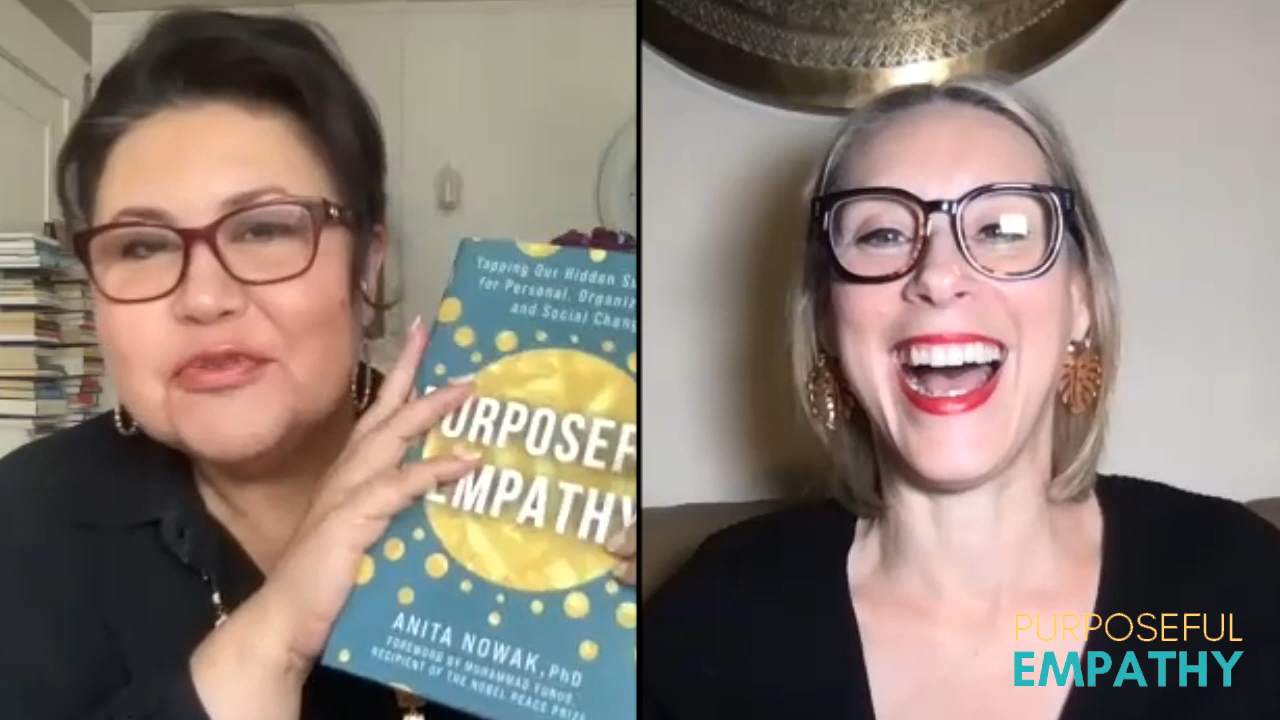 Tapping Our Hidden
for Personal,
and Social
EMPATHY
ANITA NOWAK, PhD
FOREWORD BY MUHAMMAD YUNUS,
RECIPIENT OF THE NOBEL PEACE
PURPOSEFUL
EMPATHY